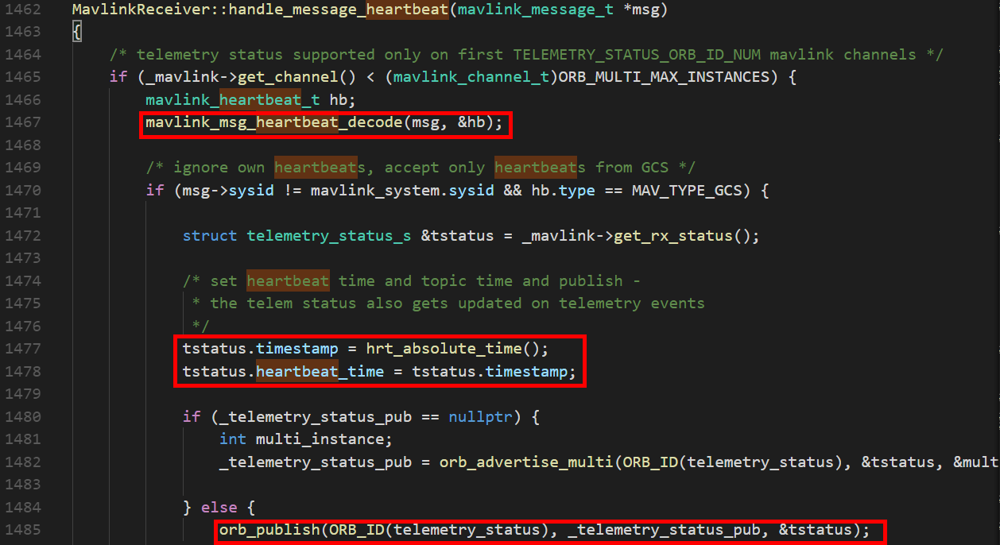 1462 MavlinkReceiver::handle_message_heartbeat(mavlink_message_t *msg)
1463 {
1464 /* telemetry status supported only on first TELEMETRY_STATUS_ORB_ID_NUM mavlink channels */
1465 if (_mavlink->get_channel() < (mavlink_channel_t)ORB_MULTI_MAX_INSTANCES) {
1466 mavlink_heartbeat_t hb;
1467 mavlink_msg_heartbeat_decode(msg, &hb);
1468
1469 /* ignore own heartbeats, accept only heartbeats from GCS */
1470 if (msg->sysid != mavlink_system.sysid && hb.type == MAV_TYPE_GCS) {
1471
1472 struct telemetry_status_s &tstatus = _mavlink->get_rx_status();
1473
1474 /* set heartbeat time and topic time and publish -
1475 * the telem status also gets updated on telemetry events
1476 */
1477 tstatus.timestamp = hrt_absolute_time();
1478 tstatus.heartbeat_time = tstatus.timestamp;
1479
1480 if (_telemetry_status_pub == nullptr) {
1481 int multi_instance;
1482 _telemetry_status_pub = orb_advertise_multi(ORB_ID(telemetry_status), &tstatus, &mult
1483
1484 } else {
1485 orb_publish(ORB_ID(telemetry_status), _telemetry_status_pub, &tstatus);